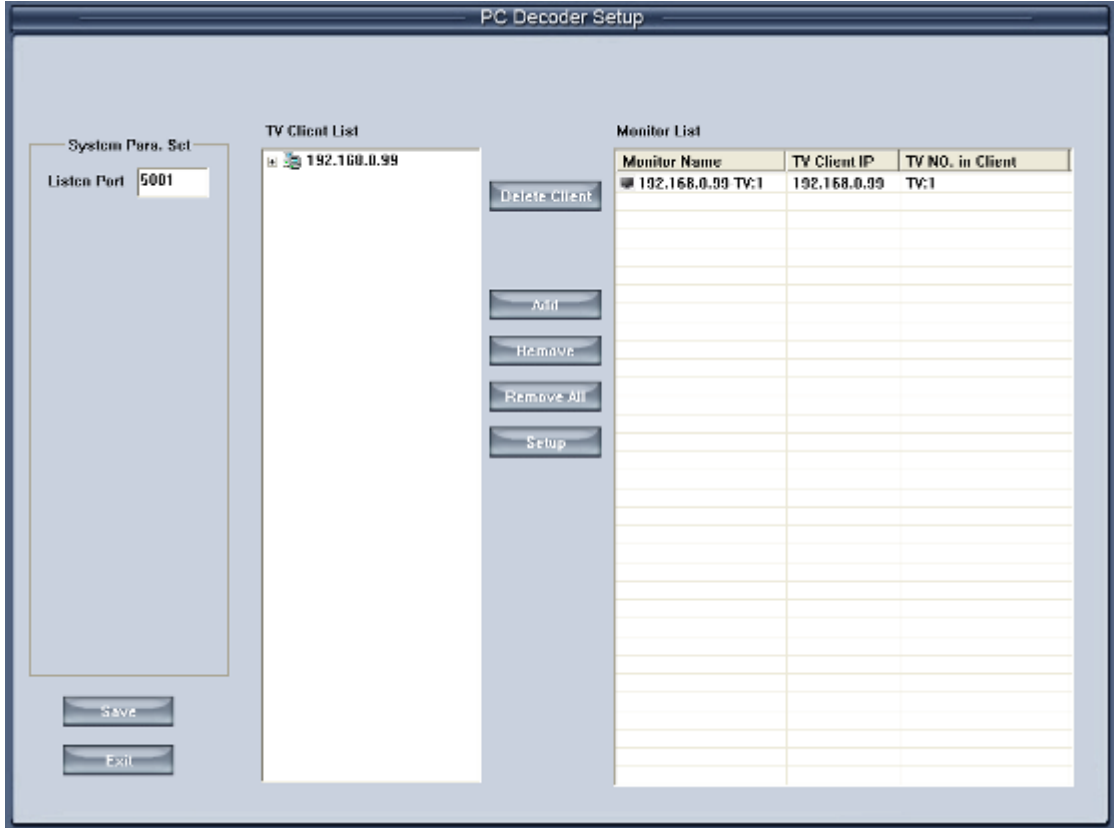 PC Decoder Setup
System Para. Set
Listen Port 5001
TV Client List
192.168.0.99
Delete Client
Add
Remove
Remove All
Setup
Monitor List
Monitor Name TV Client IP TV NO. in Client
192.168.0.99-TV:1 192.168.0.99 TV:1
Save
Exit